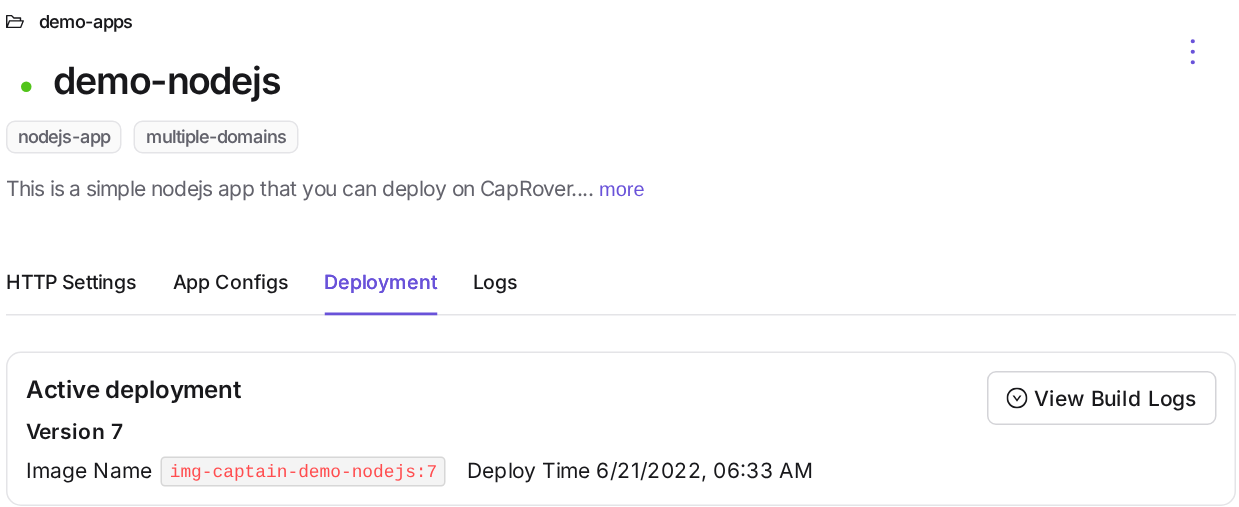 demo-apps
demo-nodejs
nodejs-app multiple-domains
This is a simple nodejs app that you can deploy on CapRover.... more
HTTP Settings App Configs Deployment Logs
Active deployment
View Build Logs
Version 7
Image Name img-captain-demo-nodejs:7 Deploy Time 6/21/2022, 06:33 AM